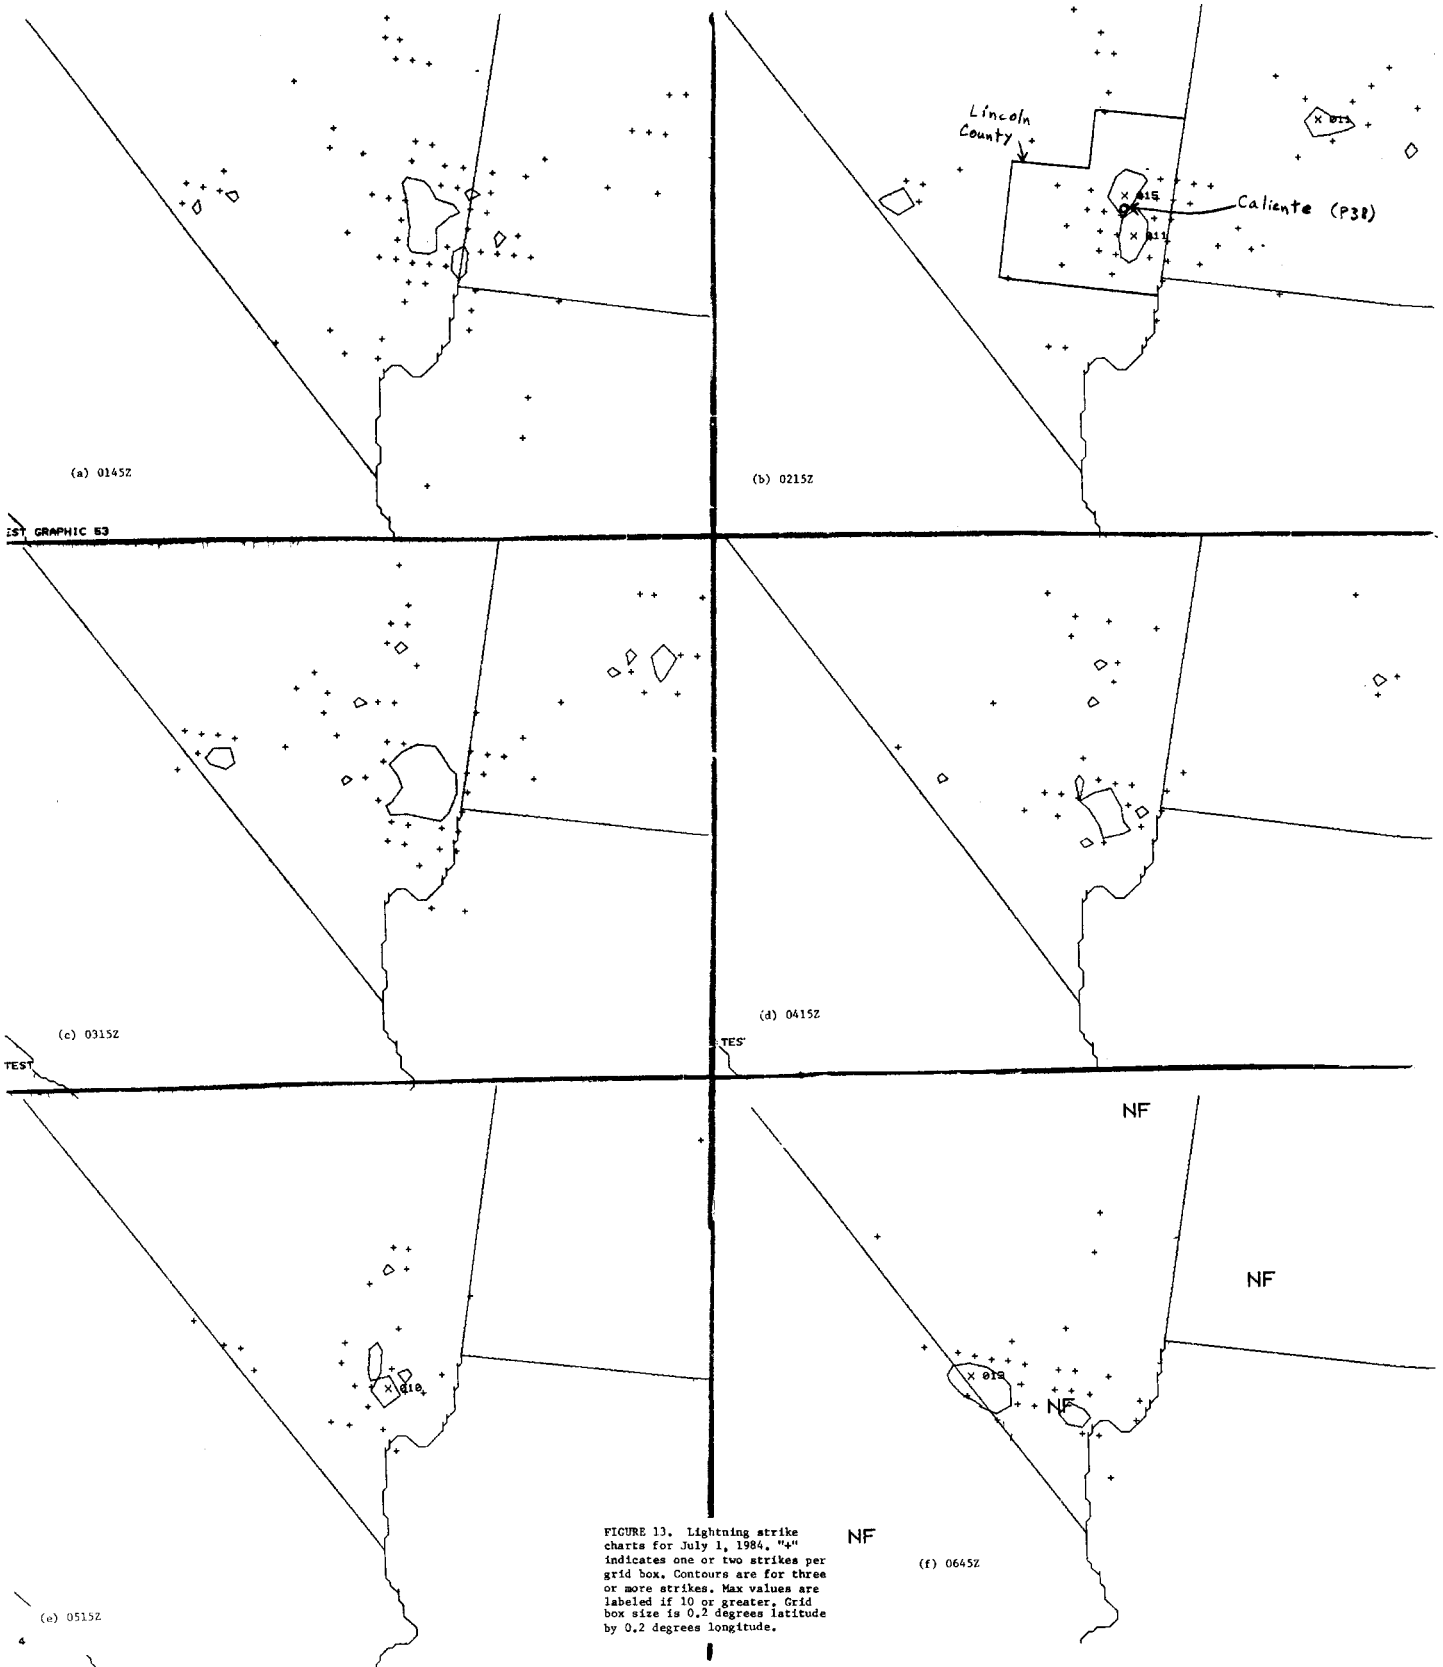 Lincoln
County
011
015
Caliente (P38)
011
(a) 0145Z
(b) 0215Z
EST GRAPHIC 53
(c) 0315Z
(d) 0415Z
TEST
TES
NF
NF
010
013
NF
FIGURE 13. Lightning strike
charts for July 1, 1984. "+"
indicates one or two strikes per
grid box. Contours are for three
or more strikes. Max values are
labeled if 10 or greater. Grid
box size is 0.2 degrees latitude
by 0.2 degrees longitude.
NF
(f) 0645Z
(e) 0515Z
4